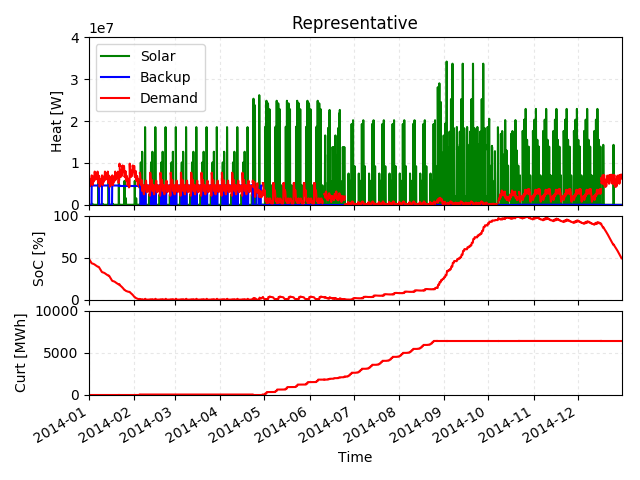 Representative
1e7
4
3
2
1
0
Heat [W]
Solar
Backup
Demand
100
50
0
SoC [%]
10000
5000
0
Curt [MWh]
2014-01
2014-02
2014-03
2014-04
2014-05
2014-06
2014-07
2014-08
2014-09
2014-10
2014-11
2014-12
Time